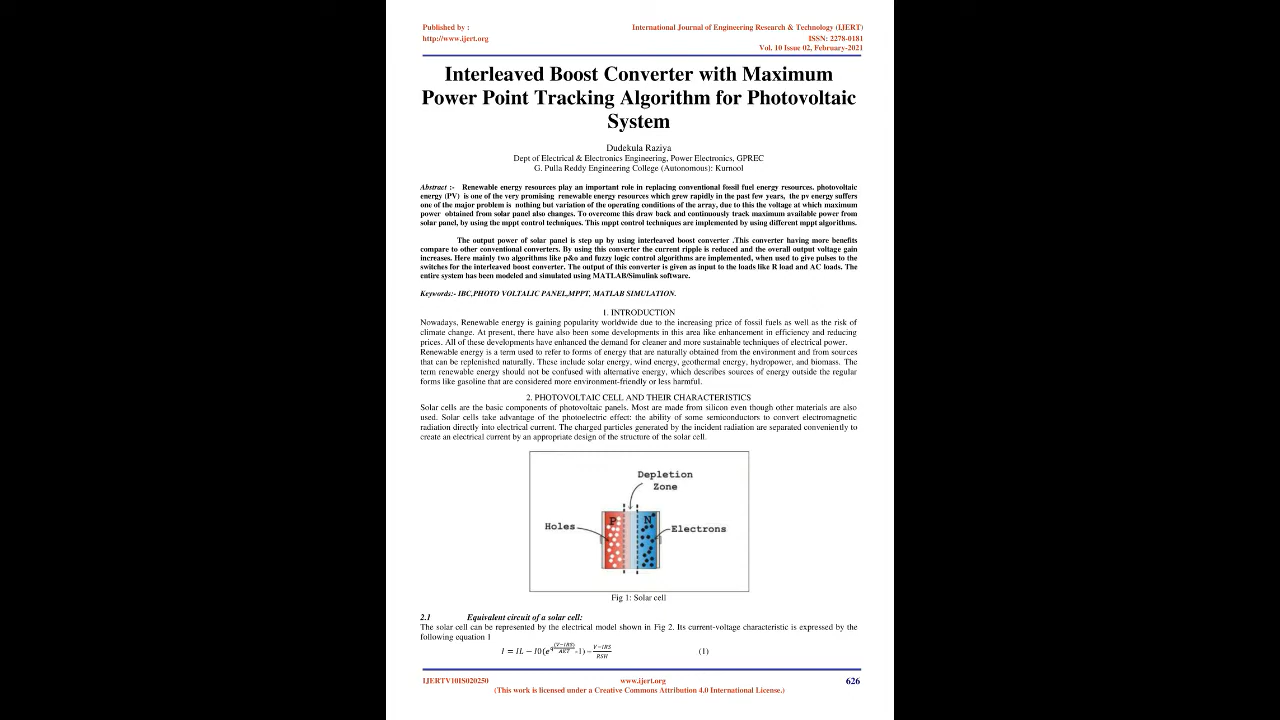 Published by :
http://www.ijert.org
International Journal of Engineering Research & Technology (IJERT)
ISSN: 2278-0181
Vol. 10 Issue 02, February-2021
Interleaved Boost Converter with Maximum
Power Point Tracking Algorithm for Photovoltaic
System
Dudekula Raziya
Dept of Electrical & Electronics Engineering, Power Electronics, GPREC
G. Pulla Reddy Engineering College (Autonomous): Kurnool
Abstract :- Renewable energy resources play an important role in replacing conventional fossil fuel energy resources. photovoltaic
energy (PV) is one of the very promising renewable energy resources which grew rapidly in the past few years, the pv energy suffers
one of the major problem is nothing but variation of the operating conditions of the array, due to this the voltage at which maximum
power obtained from solar panel also changes. To overcome this draw back and continuously track maximum available power from
solar panel, by using the mppt control techniques. This mppt control techniques are implemented by using different mppt algorithms.
The output power of solar panel is step up by using interleaved boost converter .This converter having more benefits
compare to other conventional converters. By using this converter the current ripple is reduced and the overall output voltage gain
increases. Here mainly two algorithms like p&o and fuzzy logic control algorithms are implemented, when used to give pulses to the
switches for the interleaved boost converter. The output of this converter is given as input to the loads like R load and AC loads. The
entire system has been modeled and simulated using MATLAB/Simulink software.
Keywords:- IBC,PHOTO VOLTALIC PANEL,MPPT, MATLAB SIMULATION.
1. INTRODUCTION
Nowadays, Renewable energy is gaining popularity worldwide due to the increasing price of fossil fuels as well as the risk of
climate change. At present, there have also been some developments in this area like enhancement in efficiency and reducing
prices. All of these developments have enhanced the demand for cleaner and more sustainable techniques of electrical power.
Renewable energy is a term used to refer to forms of energy that are naturally obtained from the environment and from sources
that can be replenished naturally. These include solar energy, wind energy, geothermal energy, hydropower, and biomass. The
term renewable energy should not be confused with alternative energy, which describes sources of energy outside the regular
forms like gasoline that are considered more environment-friendly or less harmful.
2. PHOTOVOLTAIC CELL AND THEIR CHARACTERISTICS
Solar cells are the basic components of photovoltaic panels. Most are made from silicon even though other materials are also
used. Solar cells take advantage of the photoelectric effect: the ability of some semiconductors to convert electromagnetic
radiation directly into electrical current. The charged particles generated by the incident radiation are separated conveniently to
create an electrical current by an appropriate design of the structure of the solar cell.
Depletion
Zone
P N
Holes
Electrons
Fig 1: Solar cell
2.1 Equivalent circuit of a solar cell:
The solar cell can be represented by the electrical model shown in Fig 2. Its current-voltage characteristic is expressed by the
following equation 1
I = IL − I0(e^q(V−IRS)/AKT -1) – V−IRS/RSH (1)
IJERTV10IS020250
www.ijert.org
626
(This work is licensed under a Creative Commons Attribution 4.0 International License.)